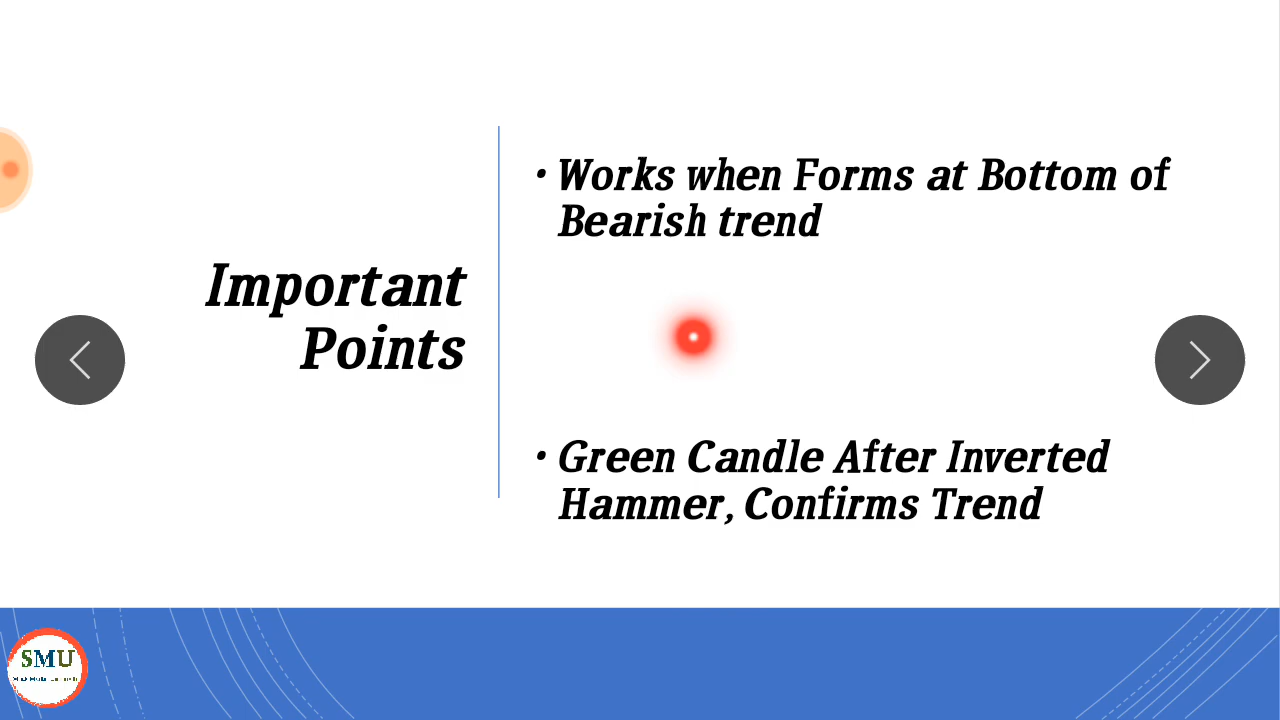 Important
Points
• Works when Forms at Bottom of
Bearish trend
• Green Candle After Inverted
Hammer, Confirms Trend
SMU